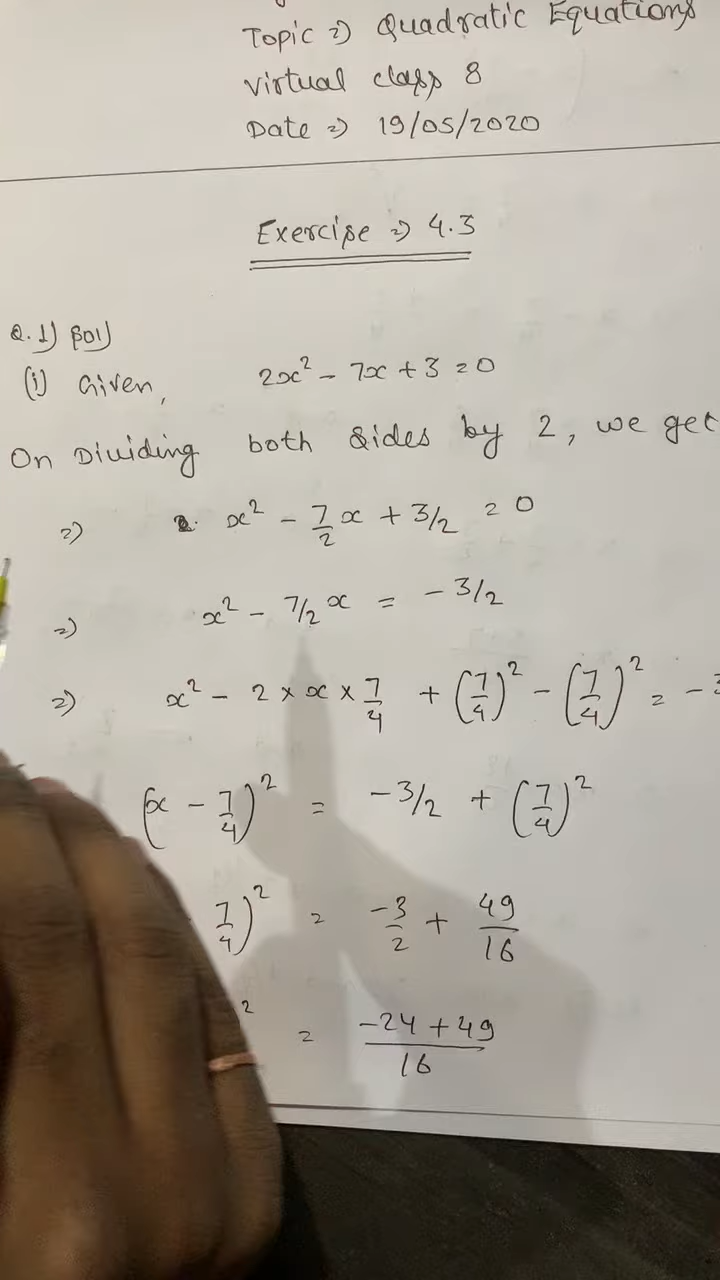 Topic => Quadratic Equations
Virtual class 8
Date => 19/05/2020
Exercise => 4.3
Q.1) Sol)
(i) Given, 2x² - 7x + 3 = 0
On Dividing both sides by 2, we get
=> x² - 7/2 x + 3/2 = 0
=> x² - 7/2 x = - 3/2
=> x² - 2 × x × 7/4 + (7/4)² - (7/4)² = -
(x - 7/4)² = -3/2 + (7/4)²
7/4)² = -3/2 + 49/16
² = -24 + 49/16